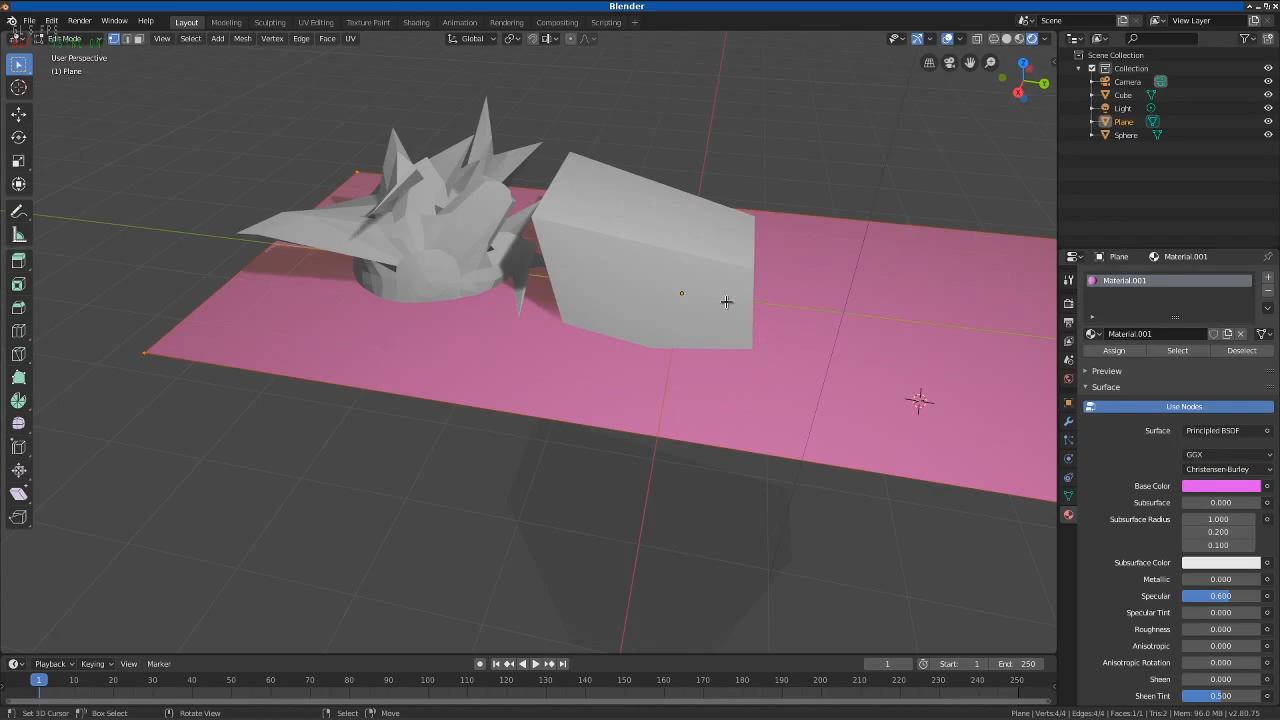 Blender
File Edit Render Window Help
Layout Modeling Sculpting UV Editing Texture Paint Shading Animation Rendering Compositing Scripting +
Scene View Layer
Edit Mode View Select Add Mesh Vertex Edge Face UV Global
User Perspective
(1) Plane
X Y Z
Scene Collection
Collection
Camera
Cube
Light
Plane
Sphere
Plane Material.001
Material.001
Material.001
Assign Select Deselect
Preview
Surface
Use Nodes
Surface Principled BSDF
GGX
Christensen-Burley
Base Color
Subsurface 0.000
Subsurface Radius 1.000
0.200
0.100
Subsurface Color
Metallic 0.000
Specular 0.600
Specular Tint 0.000
Roughness 0.000
Anisotropic 0.000
Anisotropic Rotation 0.000
Sheen 0.000
Sheen Tint 0.500
Playback Keying View Marker 1 Start: 1 End: 250
1 10 20 30 40 50 60 70 80 90 100 110 120 130 140 150 160 170 180 190 200 210 220 230 240 250
Set 3D Cursor Box Select Rotate View Select Move Plane | Verts:4/4 | Edges:4/4 | Faces:1/1 | Tris:2 | Mem: 96.0 MB | v2.80.75